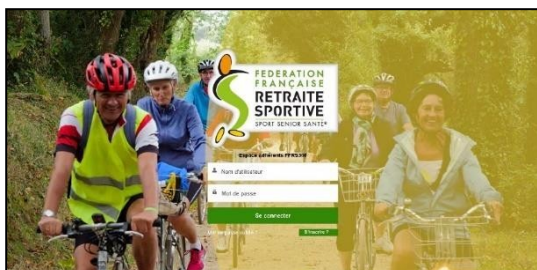 FEDERATION
FRANÇAISE
RETRAITE
SPORTIVE
SPORT SENIOR SANTÉ®
Espace adhérents FFRS
Nom d'utilisateur
Mot de passe
Se connecter
S'inscrire ?